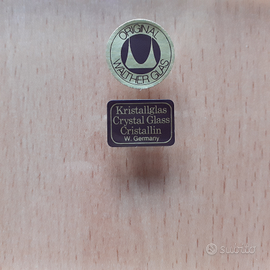 ORIGINAL
WALTHER GLAS
Kristallglas
Crystal Glass
Cristallin
W. Germany